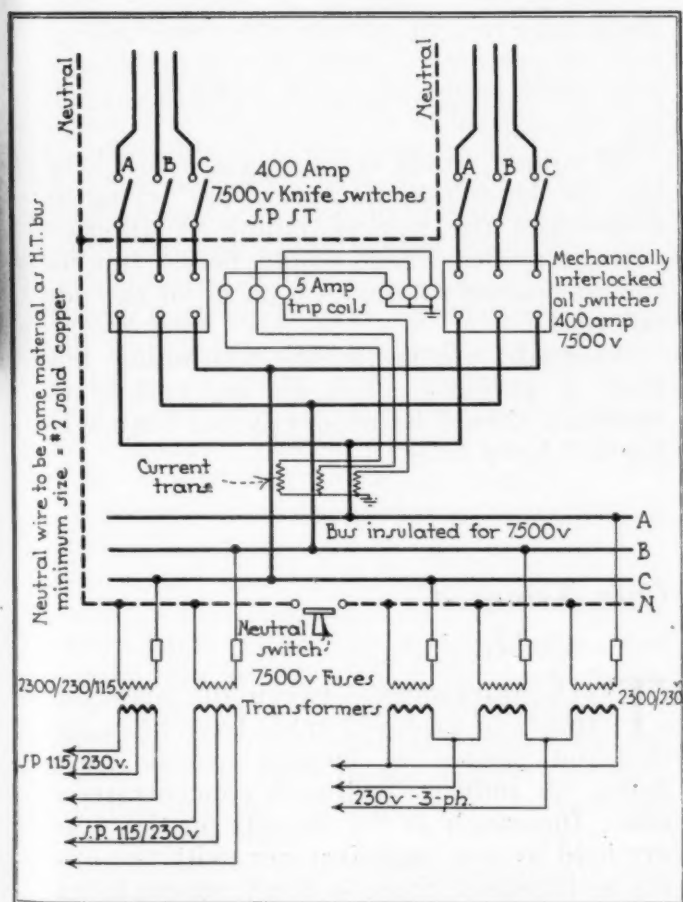 Neutral
Neutral
A
B
C
400 Amp
7500v Knife switches
S.P S T
A
B
C
5 Amp
trip coils
Mechanically
interlocked
oil switches
400 amp
7500 v
Neutral wire to be same material as H.T. bus
minimum size = #2 solid copper
Current
trans
Bus insulated for 7500v
A
B
C
N
Neutral
switch
2300/230/115v
7500v Fuses
Transformers
2300/230
S P 115/230v.
S.P. 115/230v
230v -3-ph.